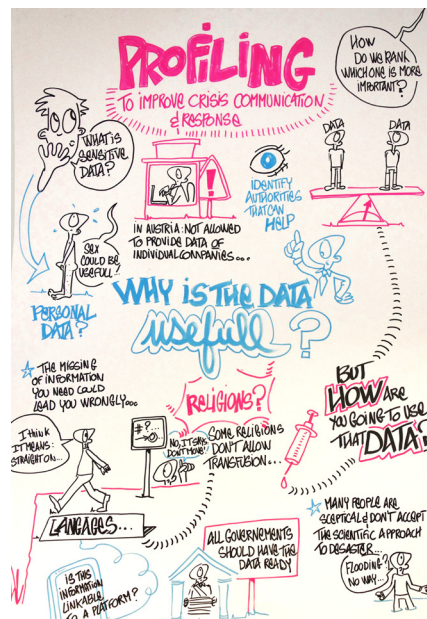 PROFILING
TO IMPROVE CRISIS COMMUNICATION
& RESPONSE
HOW
DO WE RANK
WHICH ONE IS MORE
IMPORTANT?
WHAT IS
SENSITIVE
DATA?
DATA
DATA
!
IDENTIFY
AUTHORITIES
THAT CAN
HELP
IN AUSTRIA: NOT ALLOWED
TO PROVIDE DATA OF
INDIVIDUAL COMPANIES...
SEX
COULD BE
USEFULL...
PERSONAL
DATA?
WHY IS THE DATA
usefull?
THE MISSING
OF INFORMATION
YOU NEED COULD
LEAD YOU WRONGLY...
RELIGIONS?
BUT
HOW ARE
YOU GOING TO USE
THAT DATA?
I THINK
IT MEANS:
STRAIGHT ON...
#?...
NO, IT SAYS:
DON'T MOVE!
SOME RELIGIONS
DON'T ALLOW
TRANSFUSION...
LANGAGES...
MANY PEOPLE ARE
SCEPTICAL & DON'T ACCEPT
THE SCIENTIFIC APPROACH
TO DESASTER...
ALL GOVERNEMENTS
SHOULD HAVE THE
DATA READY
FLOODING?
NO WAY...
IS THIS
INFORMATION
LINKABLE
TO A PLATFORM?